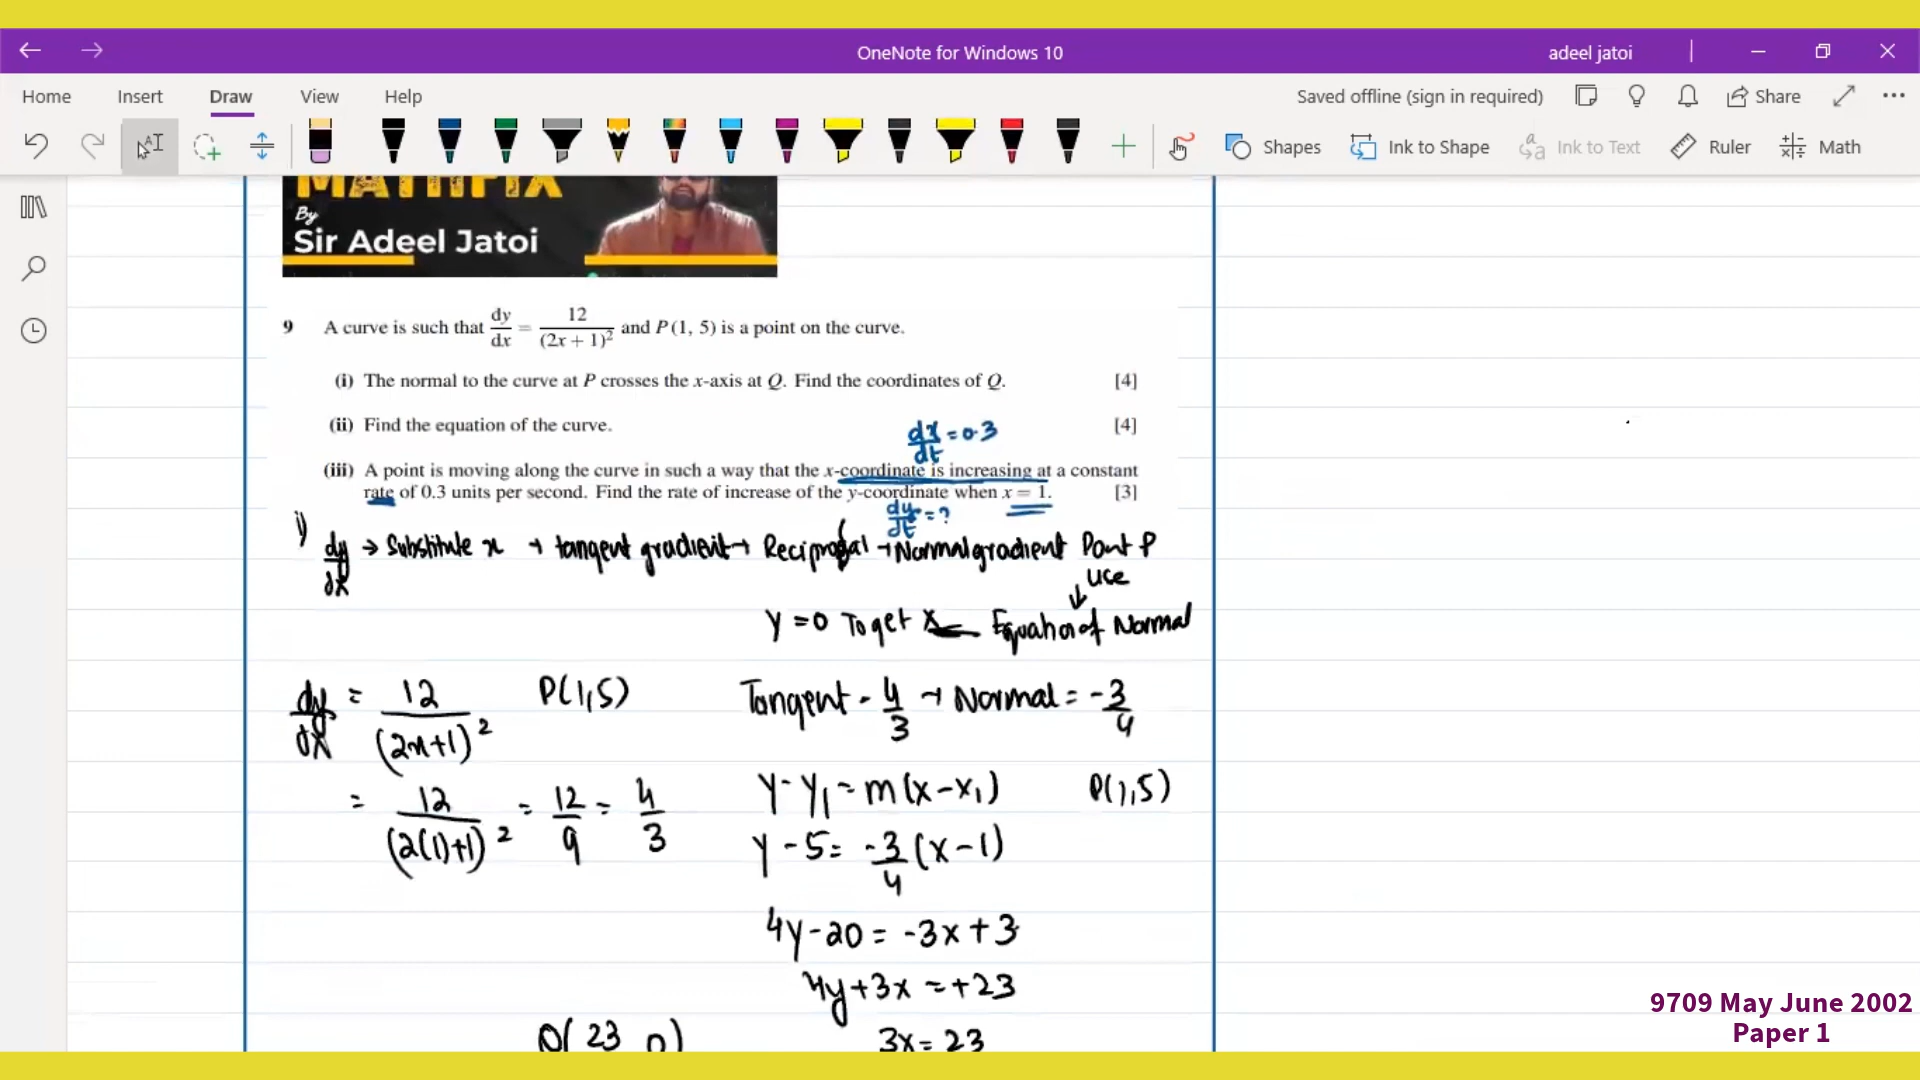 OneNote for Windows 10
adeel jatoi
Home Insert Draw View Help
Saved offline (sign in required) Share
Shapes Ink to Shape Ink to Text Ruler Math
MATHFIX
By
Sir Adeel Jatoi
9 A curve is such that dy/dx = 12/(2x + 1)² and P(1, 5) is a point on the curve.
(i) The normal to the curve at P crosses the x-axis at Q. Find the coordinates of Q. [4]
(ii) Find the equation of the curve. [4]
dx/dt = 0.3
(iii) A point is moving along the curve in such a way that the x-coordinate is increasing at a constant
rate of 0.3 units per second. Find the rate of increase of the y-coordinate when x = 1. [3]
dy/dt = ?
i) dy/dx → Substitute x → tangent gradient → Reciprocal → Normal gradient Point P
use
↓
y = 0 To get x ← Equation of Normal
dy/dx = 12/(2x+1)² P(1,5)
= 12/(2(1)+1)² = 12/9 = 4/3
Tangent - 4/3 → Normal = -3/4
y - y₁ = m(x - x₁) P(1,5)
y - 5 = -3/4 (x - 1)
4y - 20 = -3x + 3
4y + 3x = +23
3x = 23
Q( 23 0)
9709 May June 2002
Paper 1